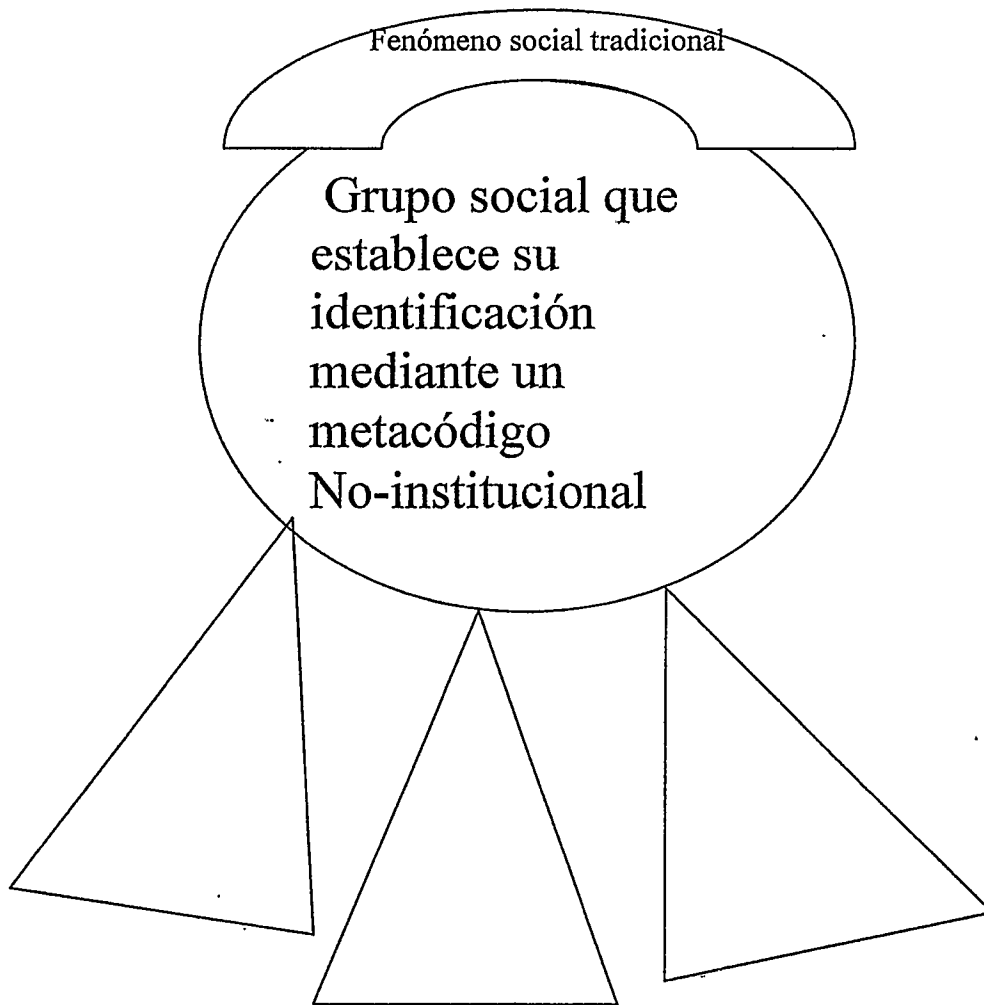 Fenómeno social tradicional
Grupo social que
establece su
identificación
mediante un
metacódigo
No-institucional